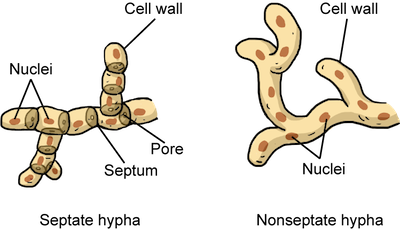 Cell wall
Nuclei
Pore
Septum
Septate hypha
Cell wall
Nuclei
Nonseptate hypha